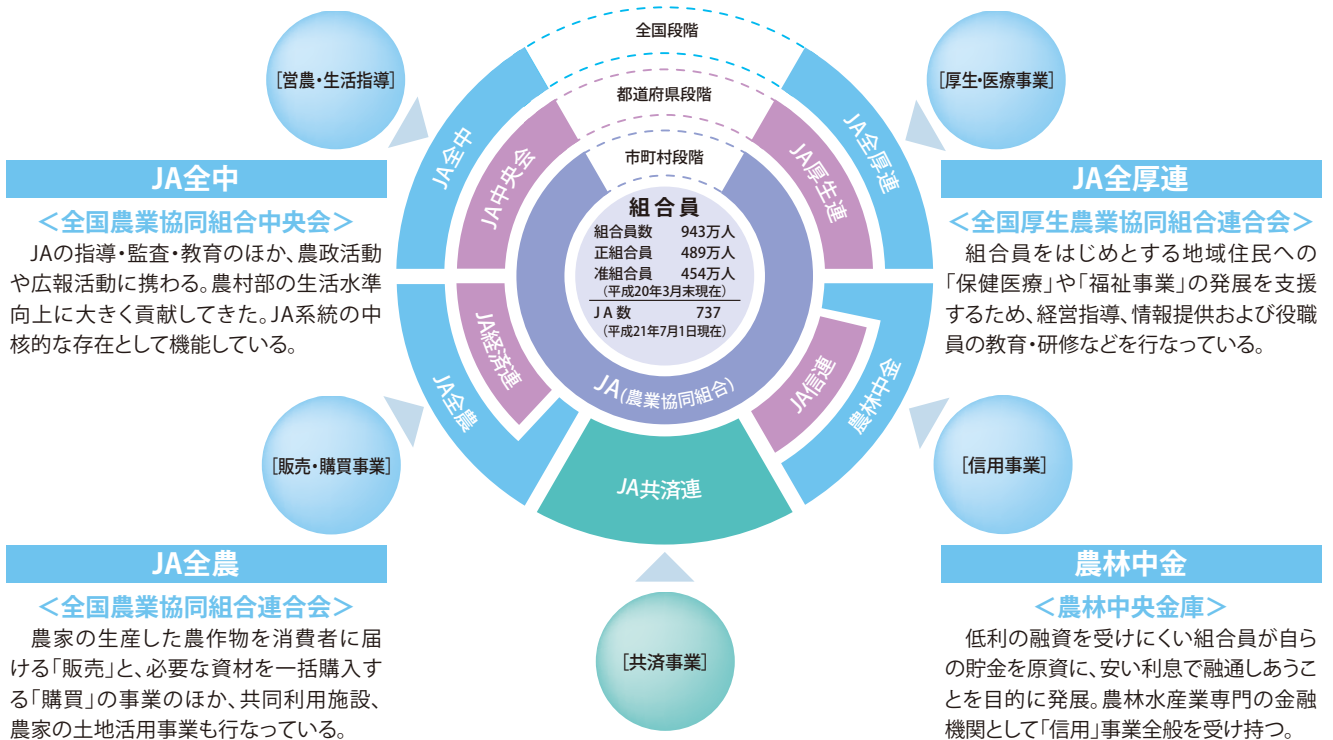 全国段階
都道府県段階
市町村段階
[営農・生活指導]
[厚生・医療事業]
JA全中
JA中央会
JA厚生連
JA全厚連
組合員
組合員数 943万人
正組合員 489万人
准組合員 454万人
(平成20年3月末現在)
JA数 737
(平成21年7月1日現在)
JA(農業協同組合)
JA経済連
JA全農
JA信連
農林中金
JA共済連
JA全中
＜全国農業協同組合中央会＞
JAの指導・監査・教育のほか、農政活動
や広報活動に携わる。農村部の生活水準
向上に大きく貢献してきた。JA系統の中
核的な存在として機能している。
JA全厚連
＜全国厚生農業協同組合連合会＞
組合員をはじめとする地域住民への
「保健医療」や「福祉事業」の発展を支援
するため、経営指導、情報提供および役職
員の教育・研修などを行なっている。
[販売・購買事業]
[信用事業]
JA全農
＜全国農業協同組合連合会＞
農家の生産した農作物を消費者に届
ける「販売」と、必要な資材を一括購入す
る「購買」の事業のほか、共同利用施設、
農家の土地活用事業も行なっている。
[共済事業]
農林中金
＜農林中央金庫＞
低利の融資を受けにくい組合員が自ら
の貯金を原資に、安い利息で融通しあうこ
とを目的に発展。農林水産業専門の金融
機関として「信用」事業全般を受け持つ。